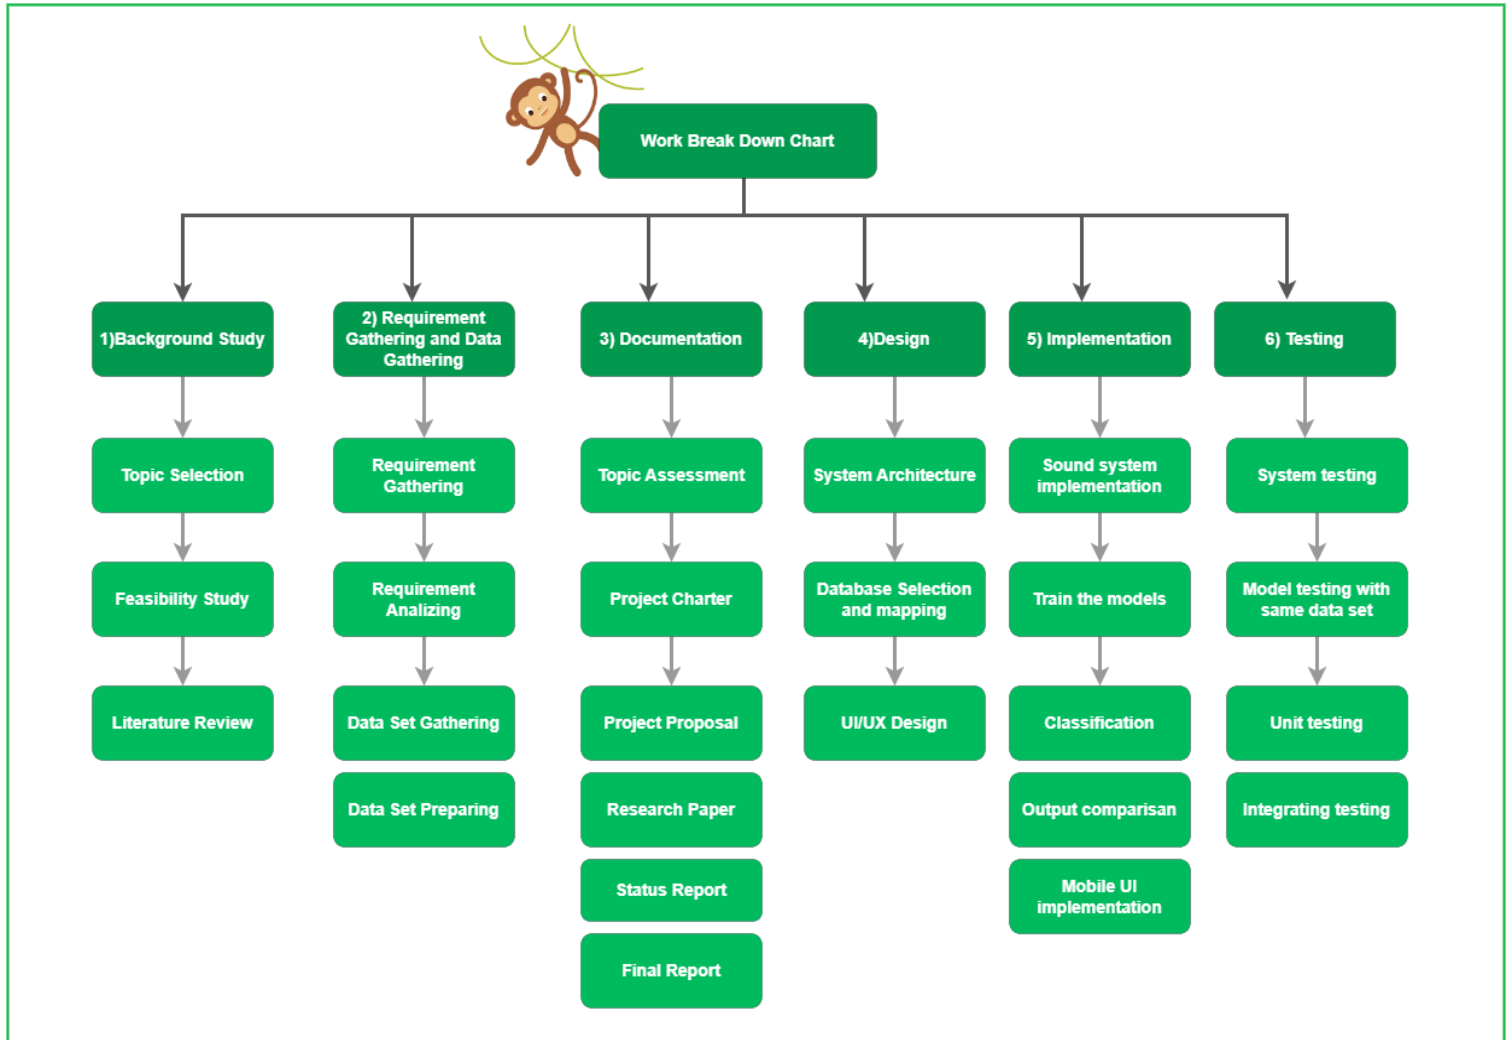 Work Break Down Chart
1)Background Study
2) Requirement
Gathering and Data
Gathering
3) Documentation
4)Design
5) Implementation
6) Testing
Topic Selection
Feasibility Study
Literature Review
Requirement
Gathering
Requirement
Analizing
Data Set Gathering
Data Set Preparing
Topic Assessment
Project Charter
Project Proposal
Research Paper
Status Report
Final Report
System Architecture
Database Selection
and mapping
UI/UX Design
Sound system
implementation
Train the models
Classification
Output comparisan
Mobile UI
implementation
System testing
Model testing with
same data set
Unit testing
Integrating testing